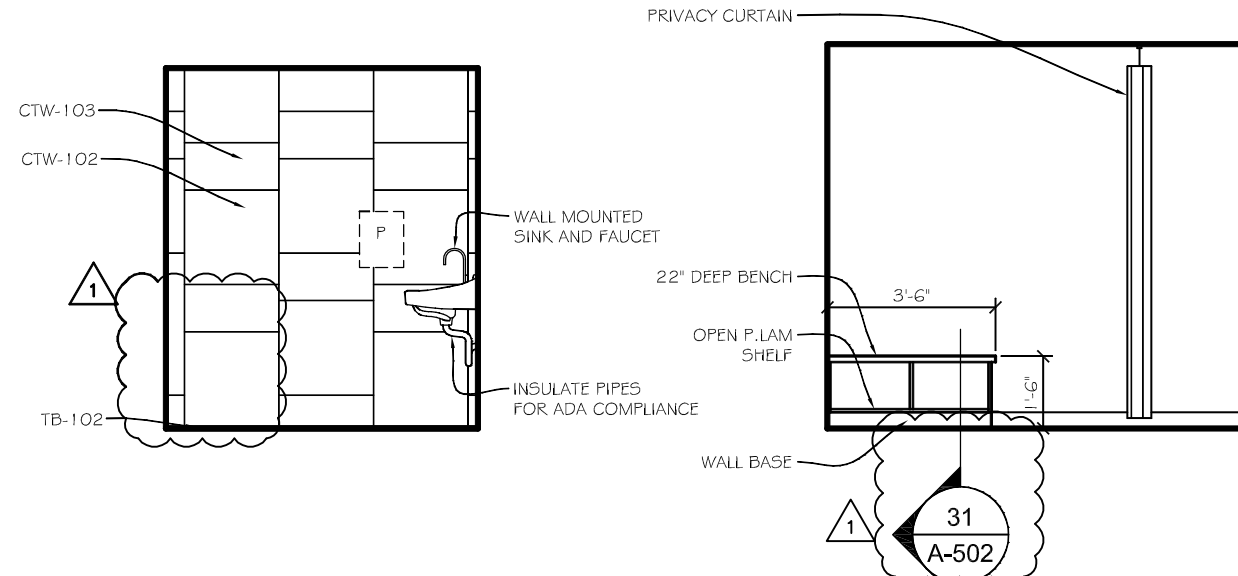 CTW-103
CTW-102
P
WALL MOUNTED
SINK AND FAUCET
1
INSULATE PIPES
FOR ADA COMPLIANCE
TB-102
PRIVACY CURTAIN
22" DEEP BENCH
3'-6"
OPEN P.LAM
SHELF
1'-6"
WALL BASE
1
31
A-502